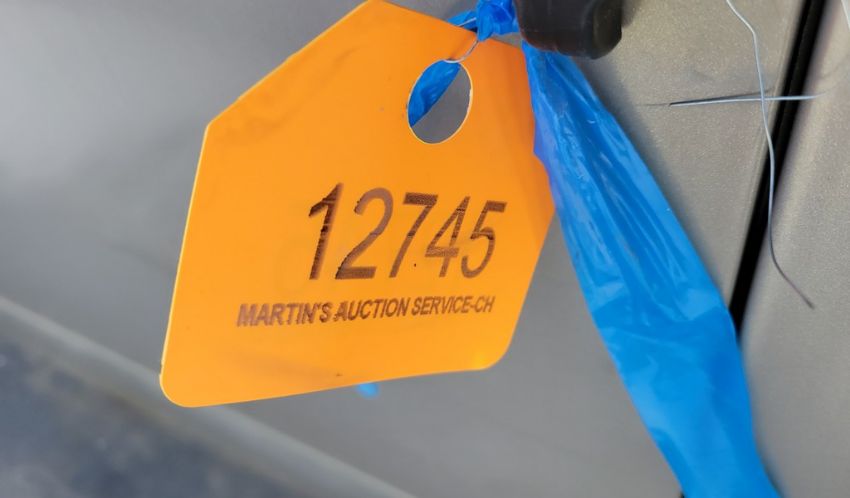 12745
MARTIN'S AUCTION SERVICE-CH